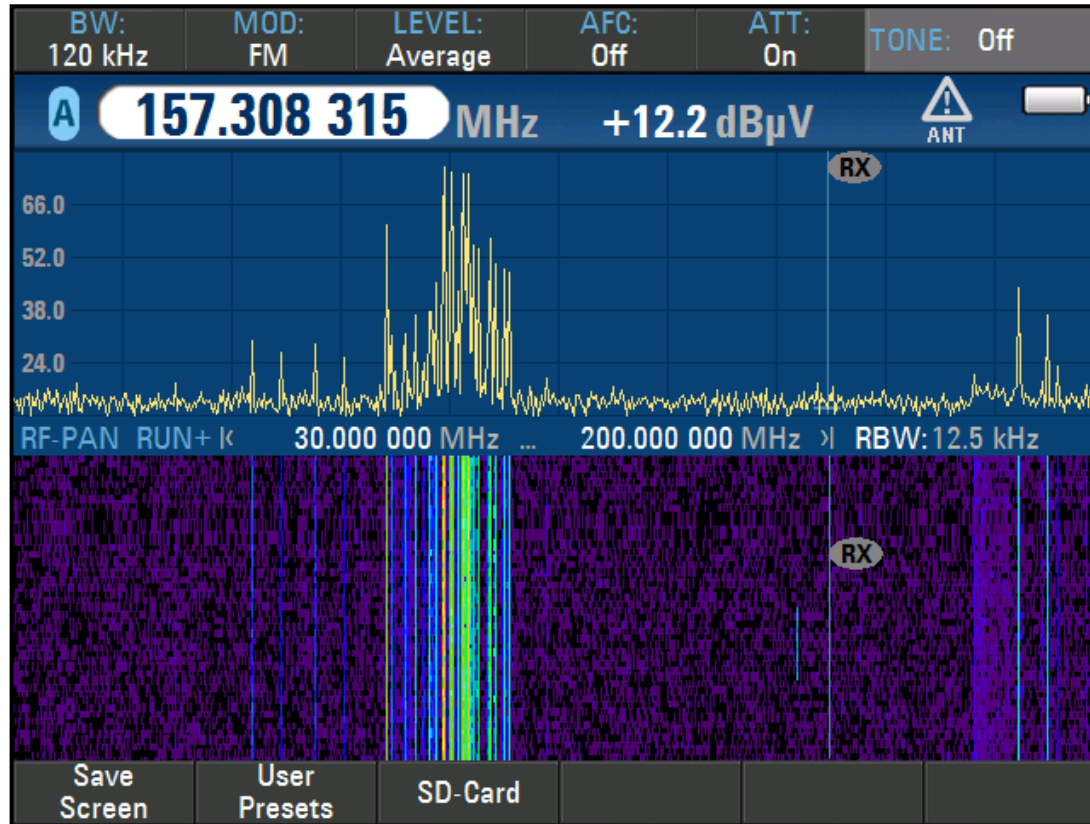 BW: MOD: LEVEL: AFC: ATT: TONE: Off
120 kHz FM Average Off On
A 157.308 315 MHz +12.2 dBµV ANT
RX
66.0
52.0
38.0
24.0
RF-PAN RUN+ 30.000 000 MHz ... 200.000 000 MHz RBW: 12.5 kHz
RX
Save User SD-Card
Screen Presets